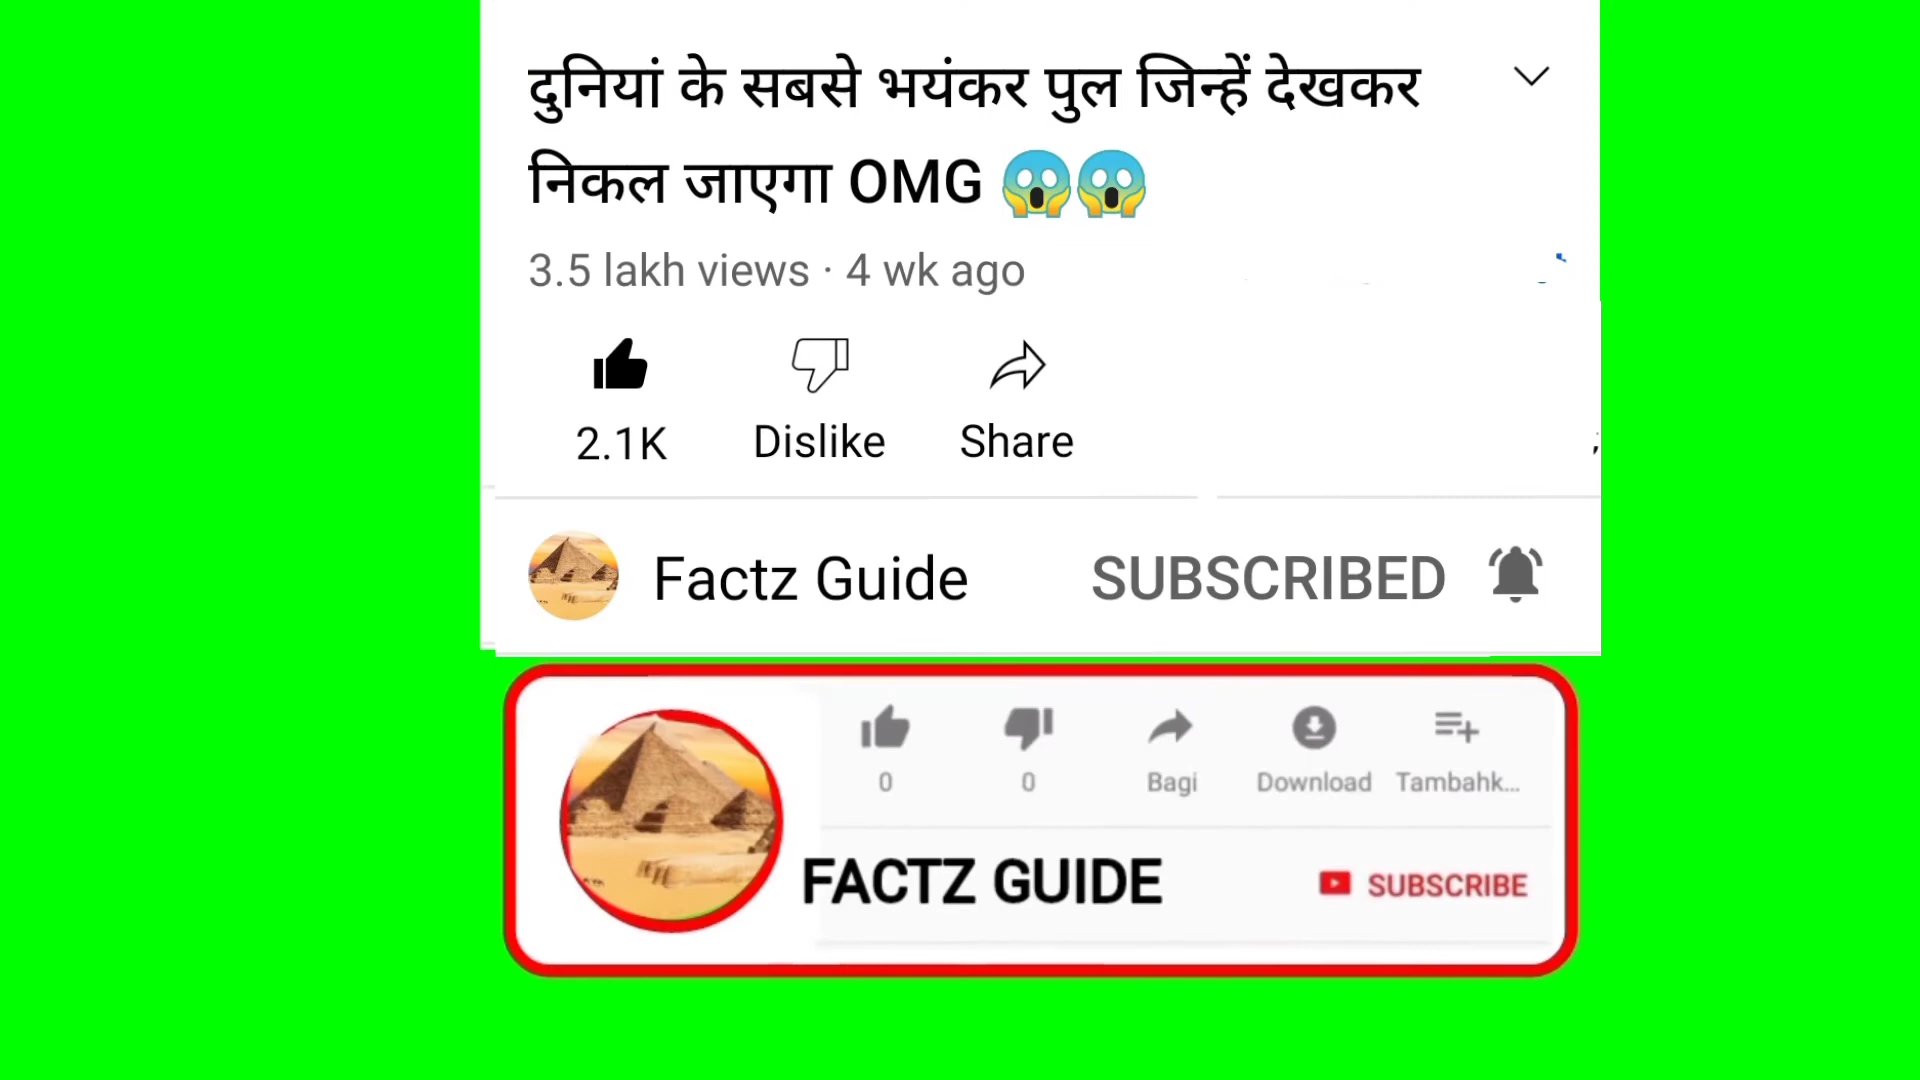 दुनियां के सबसे भयंकर पुल जिन्हें देखकर
निकल जाएगा OMG 😱😱
3.5 lakh views · 4 wk ago
2.1K Dislike Share
Factz Guide SUBSCRIBED
0 0 Bagi Download Tambahk...
FACTZ GUIDE SUBSCRIBE